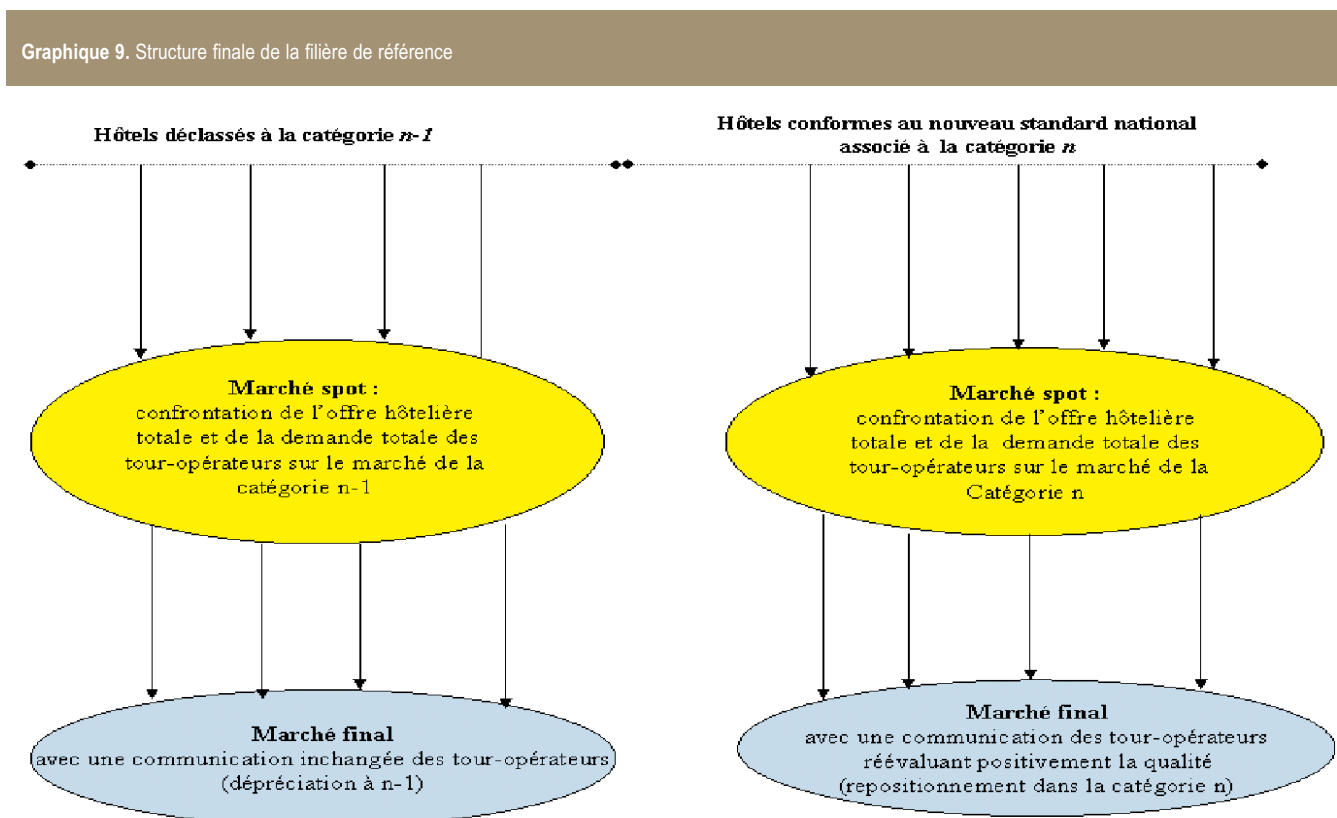 Graphique 9. Structure finale de la filière de référence
Hôtels déclassés à la catégorie n-1
Hôtels conformes au nouveau standard national
associé à la catégorie n
Marché spot :
confrontation de l'offre hôtelière
totale et de la demande totale des
tour-opérateurs sur le marché de la
catégorie n-1
Marché spot :
confrontation de l'offre hôtelière
totale et de la demande totale des
tour-opérateurs sur le marché de la
Catégorie n
Marché final
avec une communication inchangée des tour-opérateurs
(dépréciation à n-1)
Marché final
avec une communication des tour-opérateurs
réévaluant positivement la qualité
(repositionnement dans la catégorie n)